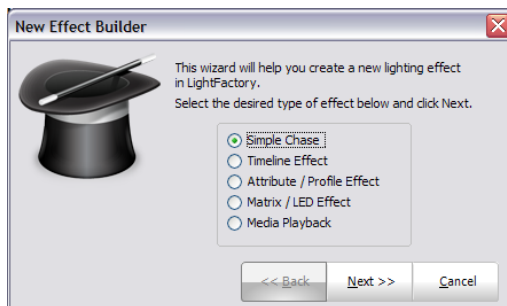 New Effect Builder
This wizard will help you create a new lighting effect
in LightFactory.
Select the desired type of effect below and click Next.
Simple Chase
Timeline Effect
Attribute / Profile Effect
Matrix / LED Effect
Media Playback
<< Back Next >> Cancel